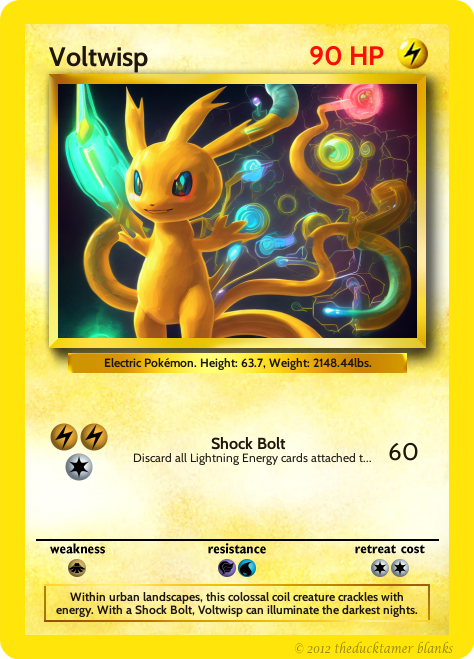 Voltwisp
90 HP
Electric Pokémon. Height: 63.7, Weight: 2148.44lbs.
Shock Bolt
Discard all Lightning Energy cards attached t...
60
weakness
resistance
retreat cost
Within urban landscapes, this colossal coil creature crackles with
energy. With a Shock Bolt, Voltwisp can illuminate the darkest nights.
© 2012 theducktamer blanks